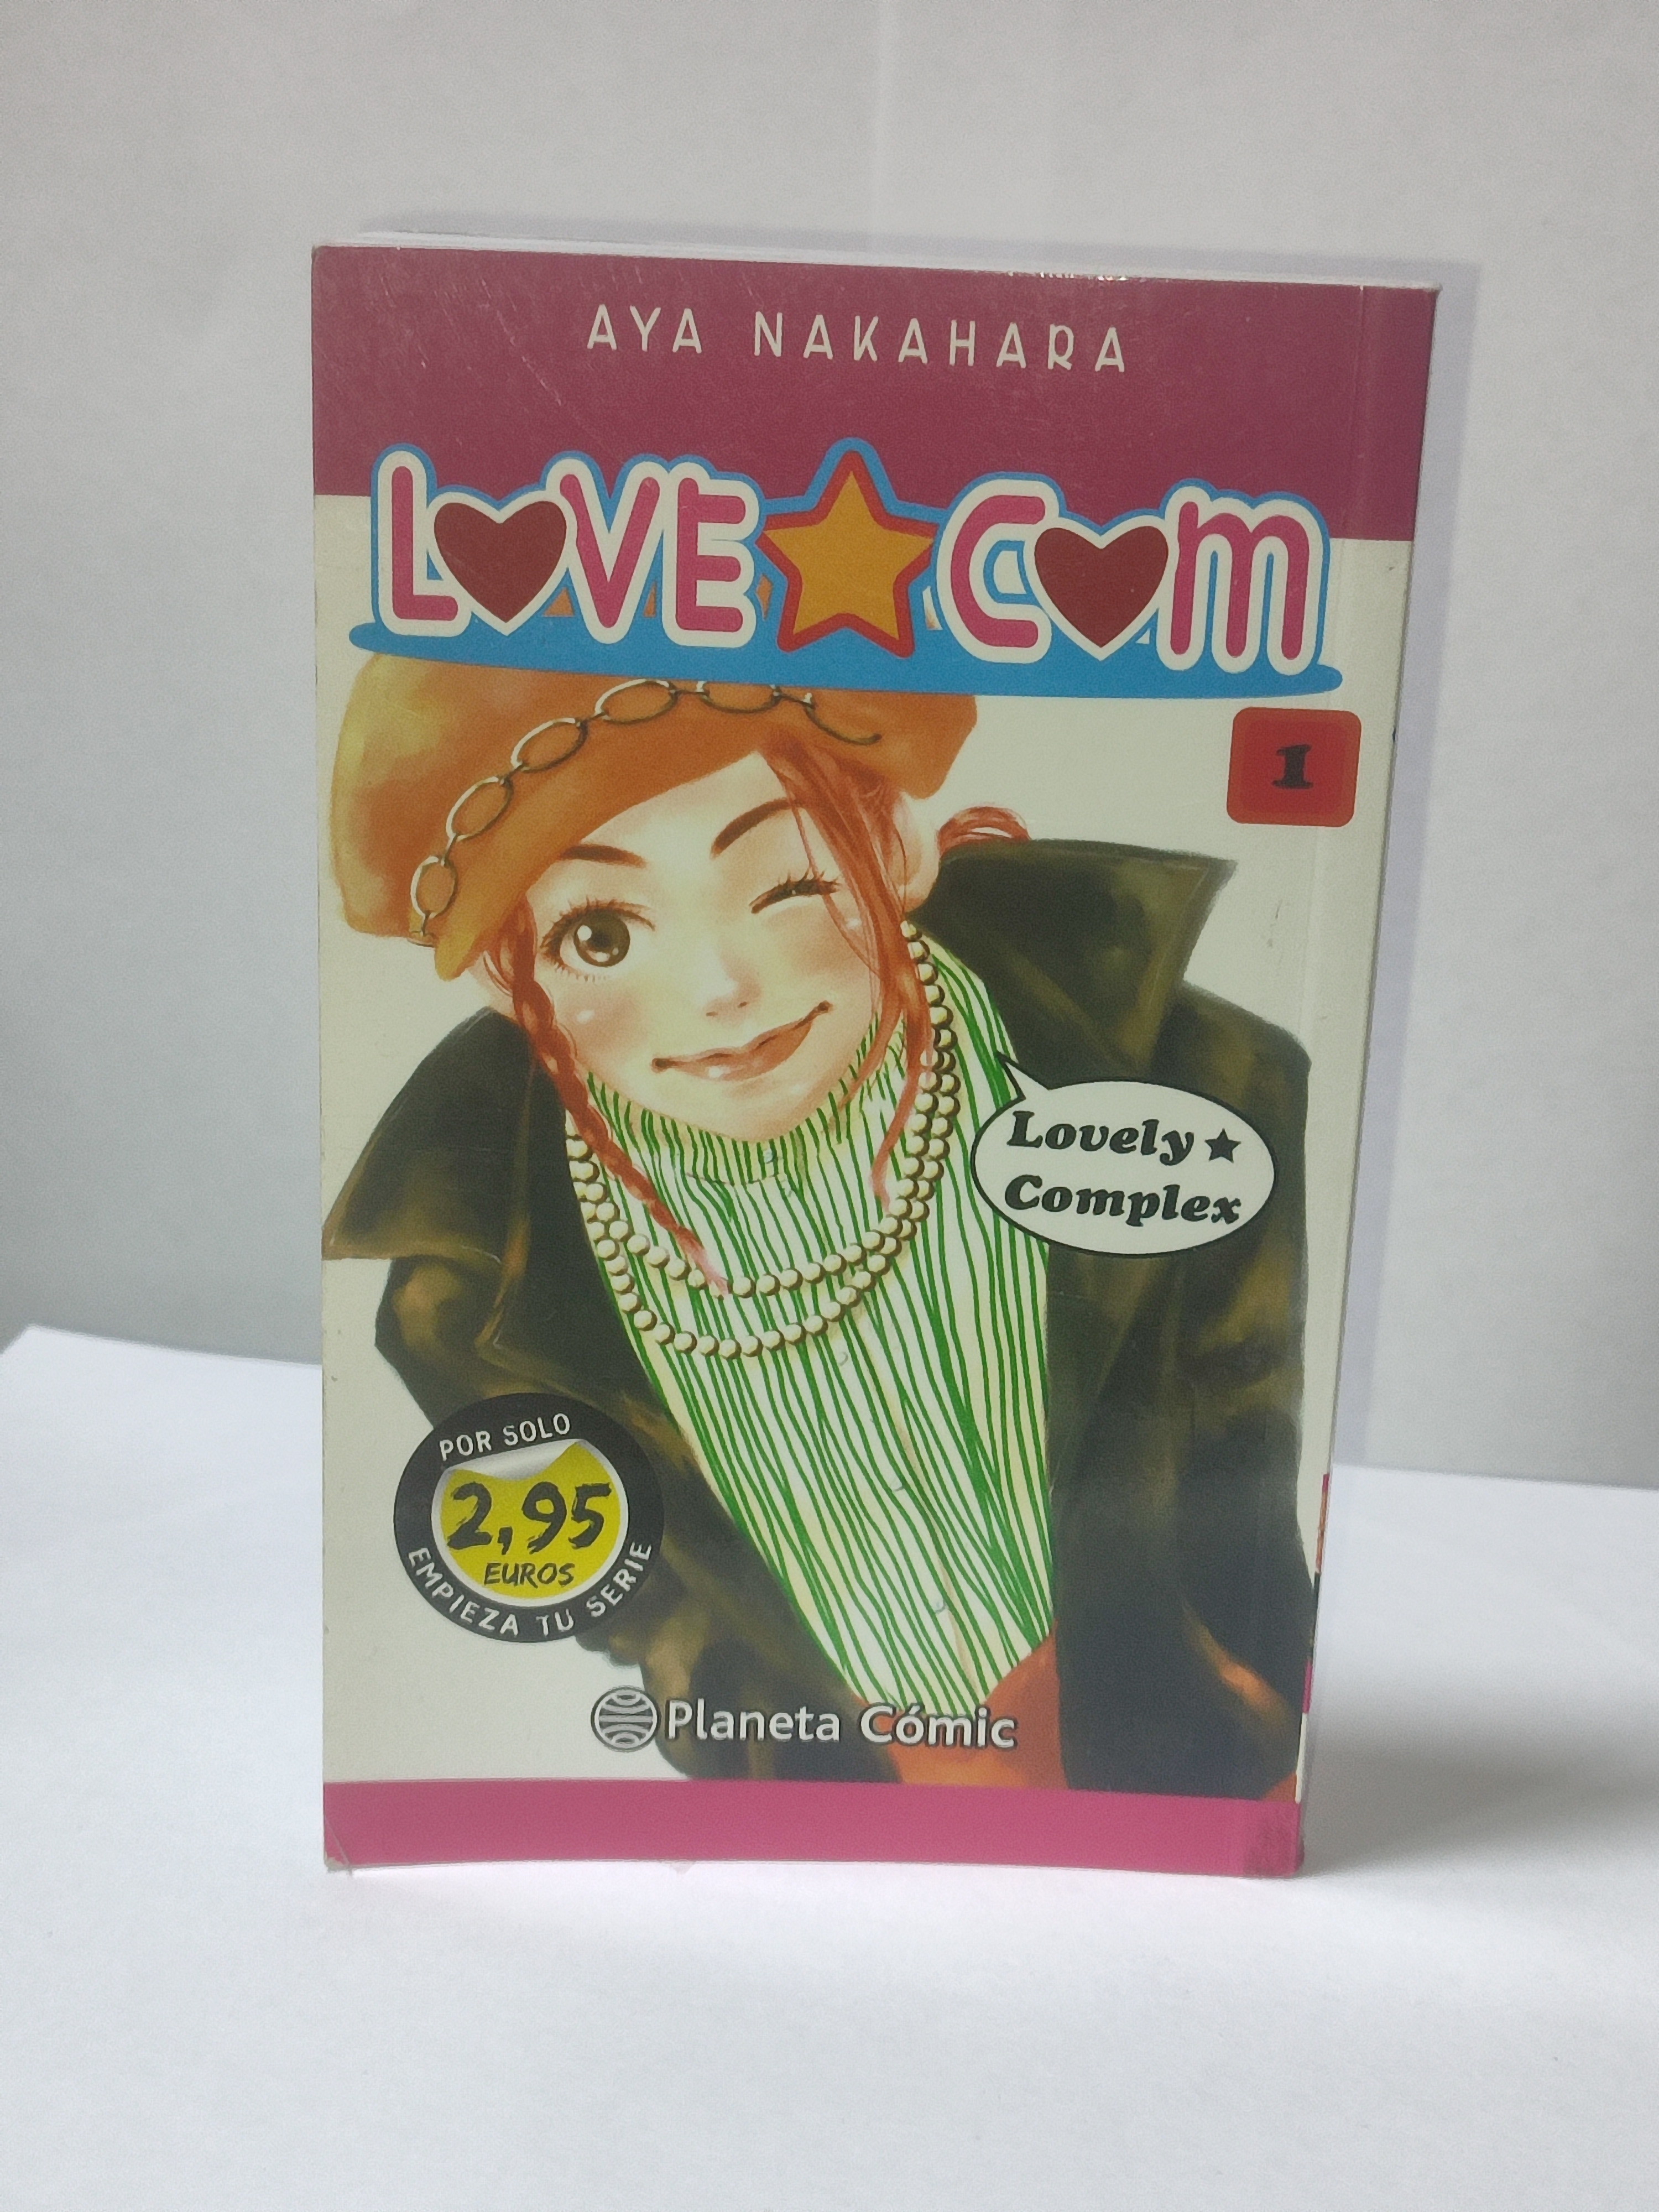 AYA NAKAHARA
LOVE★COM
1
Lovely★
Complex
POR SOLO
2,95
EUROS
EMPIEZA TU SERIE
Planeta Cómic